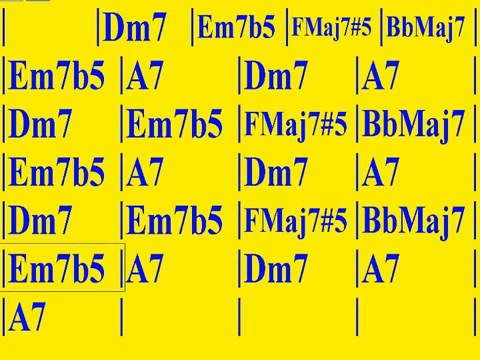 | |Dm7 |Em7b5 |FMaj7#5 |BbMaj7 |
|Em7b5 |A7 |Dm7 |A7 |
|Dm7 |Em7b5 |FMaj7#5 |BbMaj7 |
|Em7b5 |A7 |Dm7 |A7 |
|Dm7 |Em7b5 |FMaj7#5 |BbMaj7 |
|Em7b5 |A7 |Dm7 |A7 |
|A7 | | | |